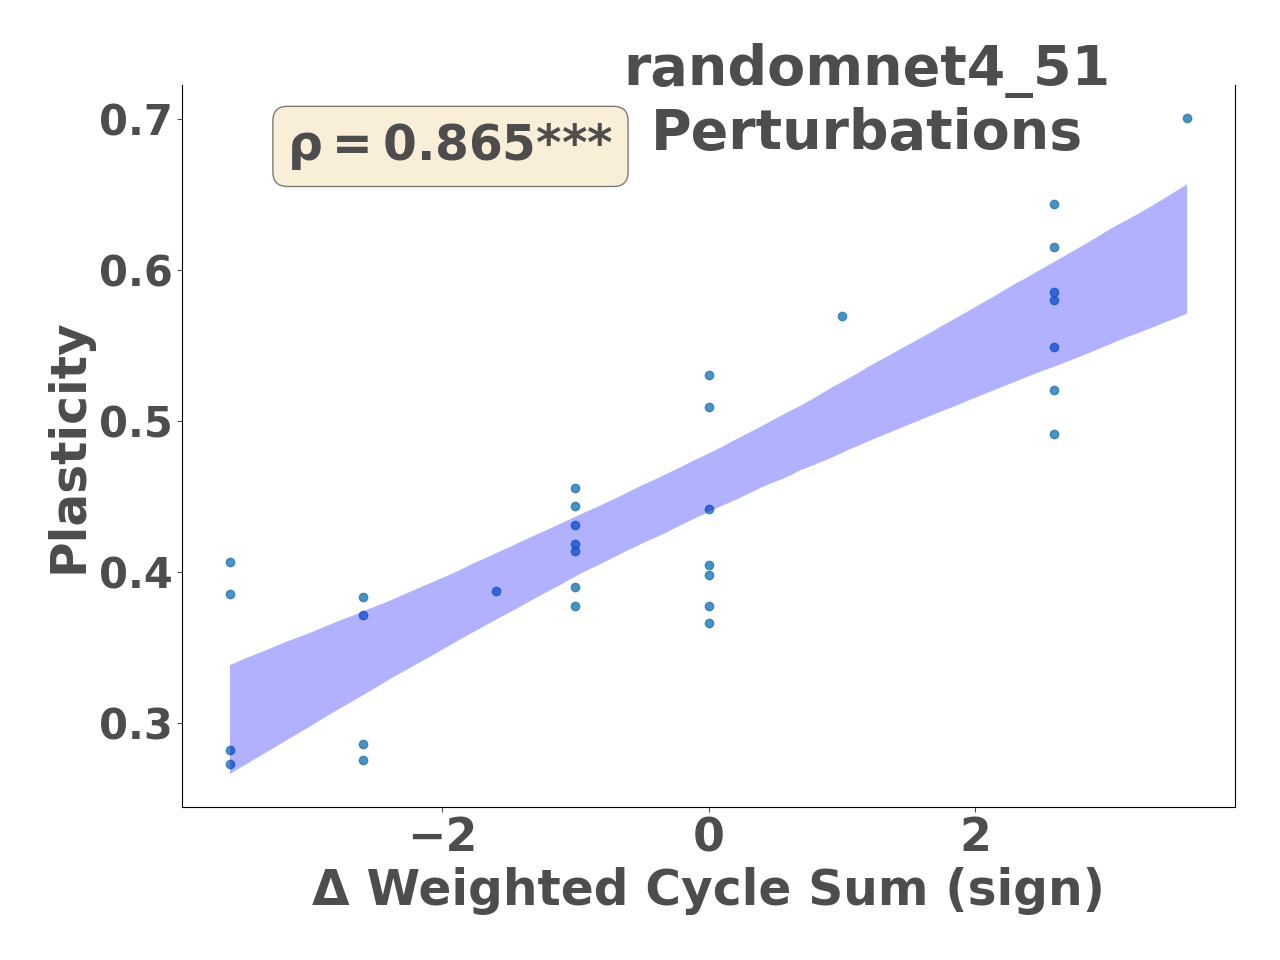 randomnet4_51
Perturbations
ρ = 0.865***
0.7
0.6
0.5
0.4
0.3
Plasticity
−2
0
2
Δ Weighted Cycle Sum (sign)